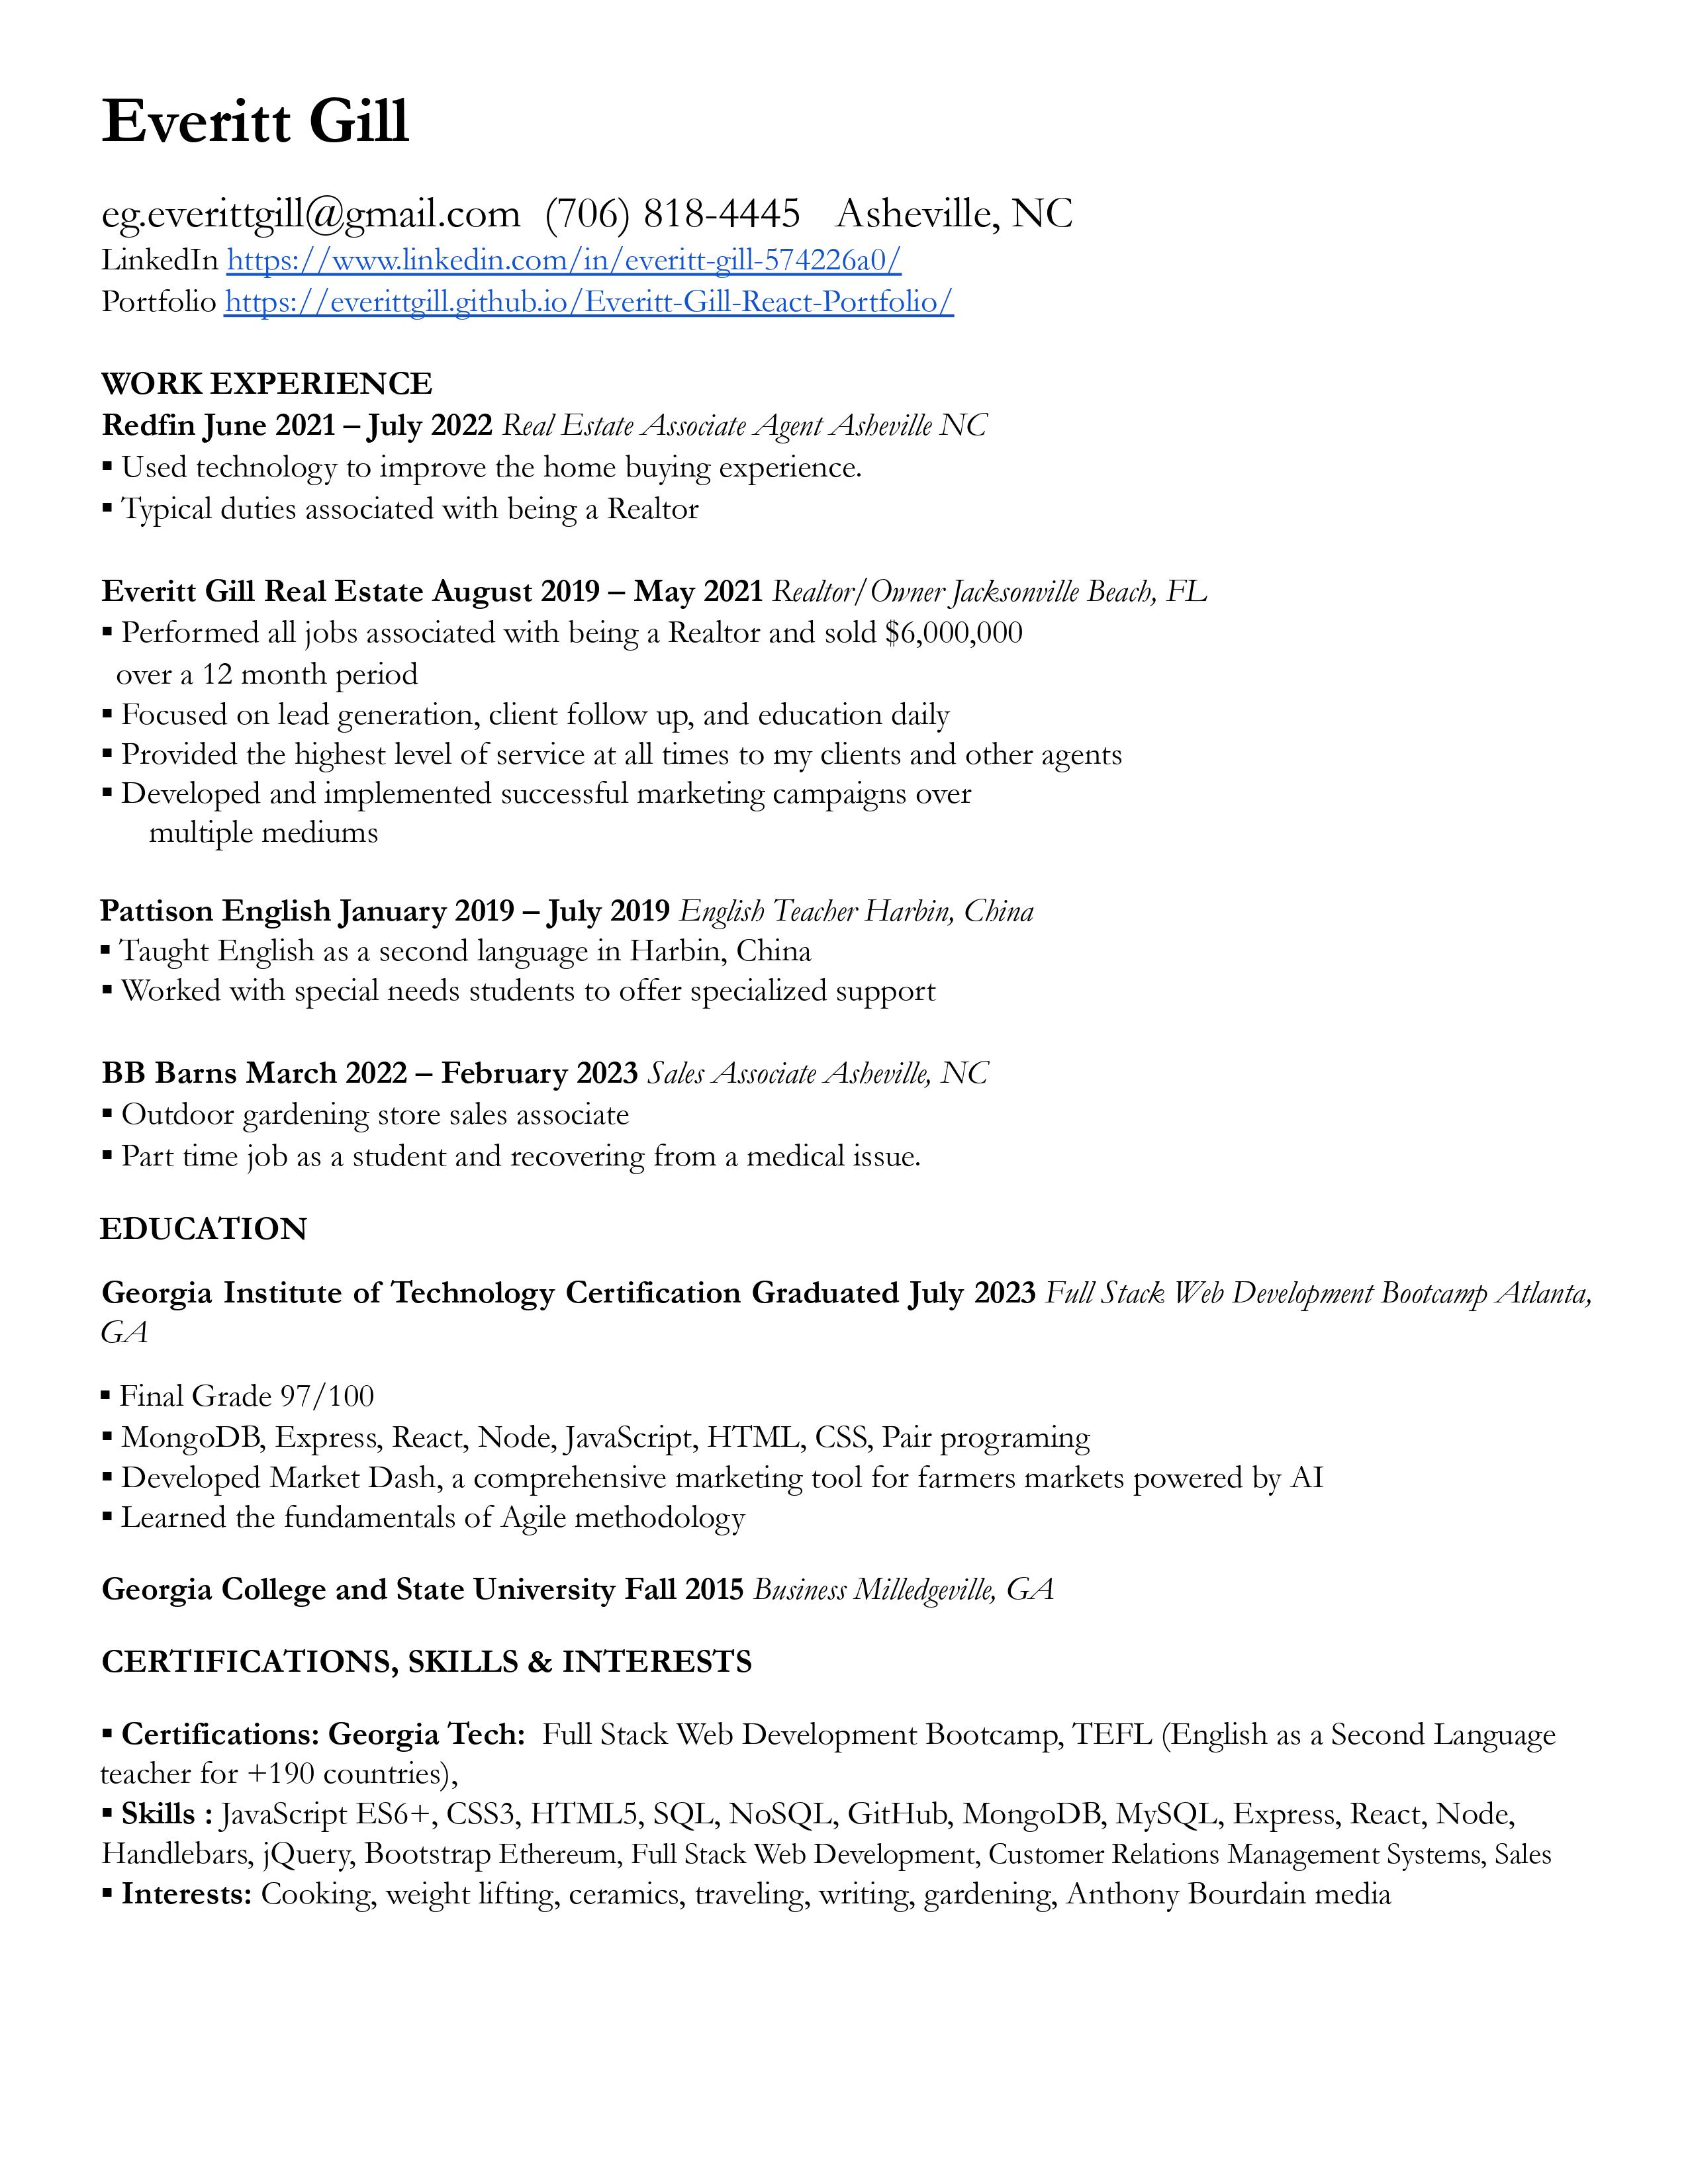 Everitt Gill
eg.everittgill@gmail.com (706) 818-4445 Asheville, NC
LinkedIn https://www.linkedin.com/in/everitt-gill-574226a0/
Portfolio https://everittgill.github.io/Everitt-Gill-React-Portfolio/
WORK EXPERIENCE
Redfin June 2021 – July 2022 Real Estate Associate Agent Asheville NC
▪ Used technology to improve the home buying experience.
▪ Typical duties associated with being a Realtor
Everitt Gill Real Estate August 2019 – May 2021 Realtor/Owner Jacksonville Beach, FL
▪ Performed all jobs associated with being a Realtor and sold $6,000,000
over a 12 month period
▪ Focused on lead generation, client follow up, and education daily
▪ Provided the highest level of service at all times to my clients and other agents
▪ Developed and implemented successful marketing campaigns over
multiple mediums
Pattison English January 2019 – July 2019 English Teacher Harbin, China
▪ Taught English as a second language in Harbin, China
▪ Worked with special needs students to offer specialized support
BB Barns March 2022 – February 2023 Sales Associate Asheville, NC
▪ Outdoor gardening store sales associate
▪ Part time job as a student and recovering from a medical issue.
EDUCATION
Georgia Institute of Technology Certification Graduated July 2023 Full Stack Web Development Bootcamp Atlanta,
GA
▪ Final Grade 97/100
▪ MongoDB, Express, React, Node, JavaScript, HTML, CSS, Pair programing
▪ Developed Market Dash, a comprehensive marketing tool for farmers markets powered by AI
▪ Learned the fundamentals of Agile methodology
Georgia College and State University Fall 2015 Business Milledgeville, GA
CERTIFICATIONS, SKILLS & INTERESTS
▪ Certifications: Georgia Tech: Full Stack Web Development Bootcamp, TEFL (English as a Second Language
teacher for +190 countries),
▪ Skills : JavaScript ES6+, CSS3, HTML5, SQL, NoSQL, GitHub, MongoDB, MySQL, Express, React, Node,
Handlebars, jQuery, Bootstrap Ethereum, Full Stack Web Development, Customer Relations Management Systems, Sales
▪ Interests: Cooking, weight lifting, ceramics, traveling, writing, gardening, Anthony Bourdain media